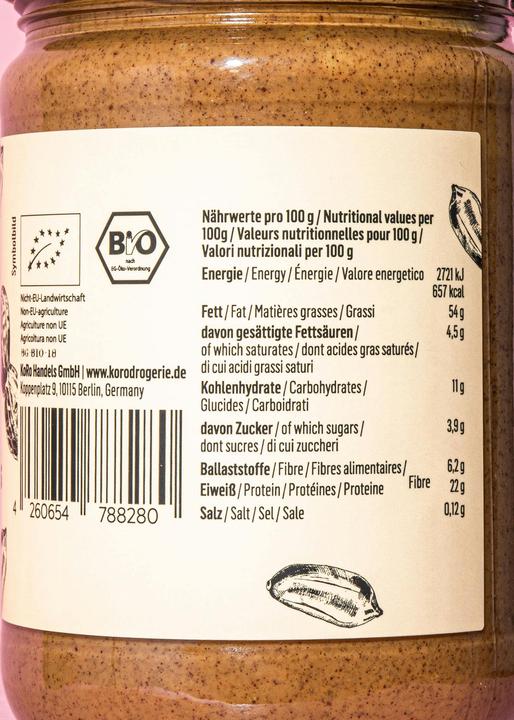 Symbolbild
BIO
nach
EG-Öko-Verordnung
Nicht-EU-Landwirtschaft
Non-EU-agriculture
Agriculture non UE
Agricoltura non UE
BG BIO-18
KoRo Handels GmbH | www.korodrogerie.de
Koppenplatz 9, 10115 Berlin, Germany
4 260654 788280
Nährwerte pro 100 g / Nutritional values per
100g / Valeurs nutritionnelles pour 100 g /
Valori nutrizionali per 100 g
Energie / Energy / Énergie / Valore energetico 2721 kJ
657 kcal
Fett / Fat / Matières grasses / Grassi 54 g
davon gesättigte Fettsäuren / 4,5 g
of which saturates / dont acides gras saturés /
di cui acidi grassi saturi
Kohlenhydrate / Carbohydrates / 11 g
Glucides / Carboidrati
davon Zucker / of which sugars / 3,9 g
dont sucres / di cui zuccheri
Ballaststoffe / Fibre / Fibres alimentaires / Fibre 6,2 g
Eiweiß / Protein / Protéines / Proteine 22 g
Salz / Salt / Sel / Sale 0,12 g